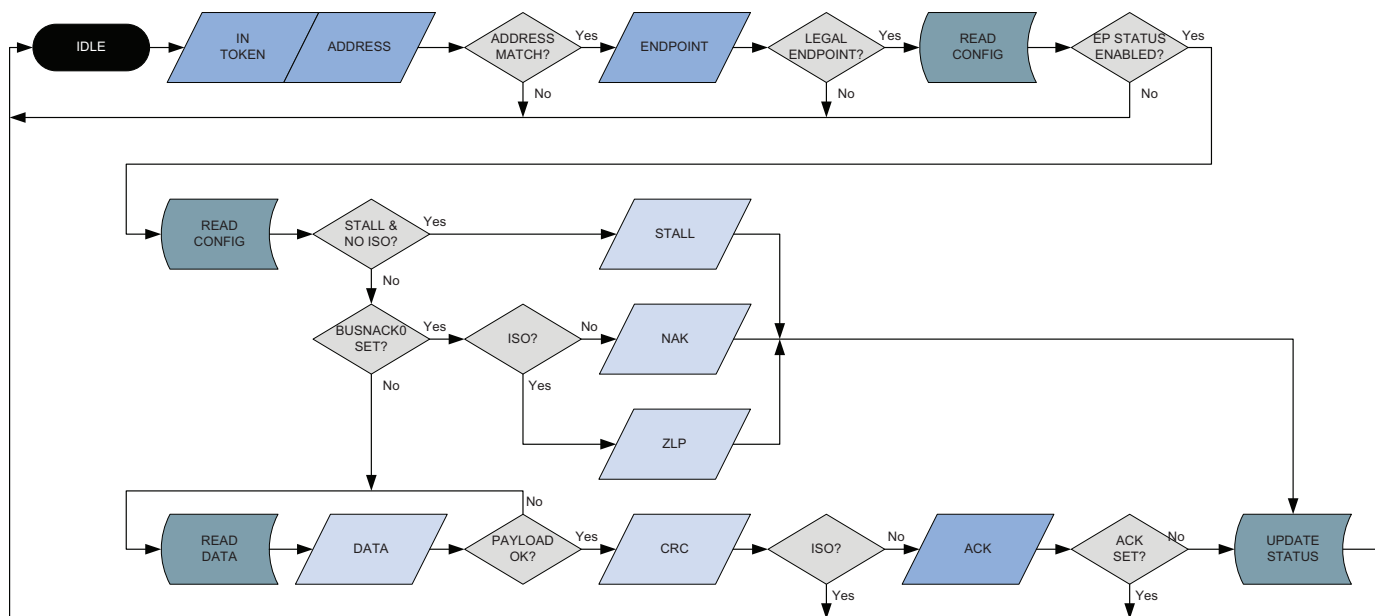 IDLE
IN
TOKEN
ADDRESS
ADDRESS
MATCH?
Yes
No
ENDPOINT
LEGAL
ENDPOINT?
Yes
No
READ
CONFIG
EP STATUS
ENABLED?
Yes
No
READ
CONFIG
STALL &
NO ISO?
Yes
No
STALL
BUSNACK0
SET?
Yes
No
ISO?
No
Yes
NAK
ZLP
READ
DATA
DATA
PAYLOAD
OK?
No
Yes
CRC
ISO?
No
Yes
ACK
ACK
SET?
No
Yes
UPDATE
STATUS